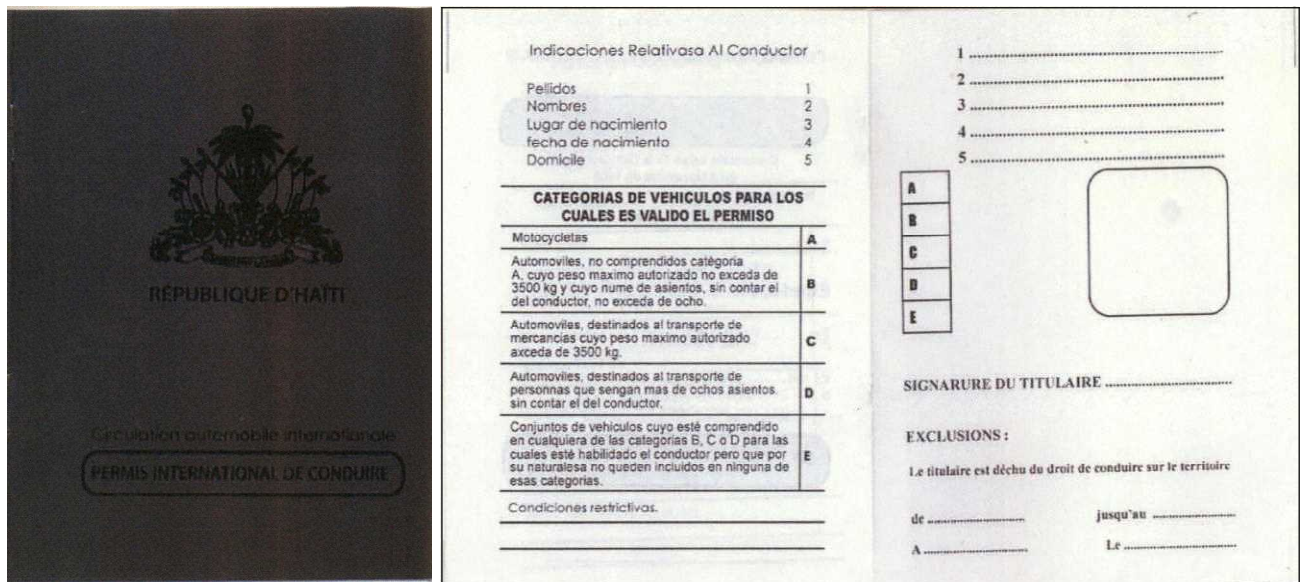 RÉPUBLIQUE D'HAÏTI
Circulation automobile internationale
PERMIS INTERNATIONAL DE CONDUIRE
Indicaciones Relativasa Al Conductor
Pellidos 1
Nombres 2
Lugar de nacimiento 3
fecha de nacimiento 4
Domicile 5
CATEGORIAS DE VEHICULOS PARA LOS
CUALES ES VALIDO EL PERMISO
Motocycletas A
Automoviles, no comprendidos catégoria
A, cuyo peso maximo autorizado no exceda de
3500 kg y cuyo nume de asientos, sin contar el B
del conductor, no exceda de ocho.
Automoviles, destinados al transporte de
mercancias cuyo peso maximo autorizado C
axceda de 3500 kg.
Automoviles, destinados al transporte de
personnas que sengan mas de ochos asientos D
sin contar el del conductor.
Conjuntos de vehiculos cuyo esté comprendido
en cualquiera de las categorias B, C o D para las
cuales esté habilidado el conductor pero que por E
su naturalesa no queden incluidos en ninguna de
esas categorias.
Condiciones restrictivas.
1 ....................
2 ....................
3 ....................
4 ....................
5 ....................
A
B
C
D
E
SIGNARURE DU TITULAIRE ....................
EXCLUSIONS :
Le titulaire est déchu du droit de conduire sur le territoire
de .................... jusqu'au ....................
A .................... Le ....................